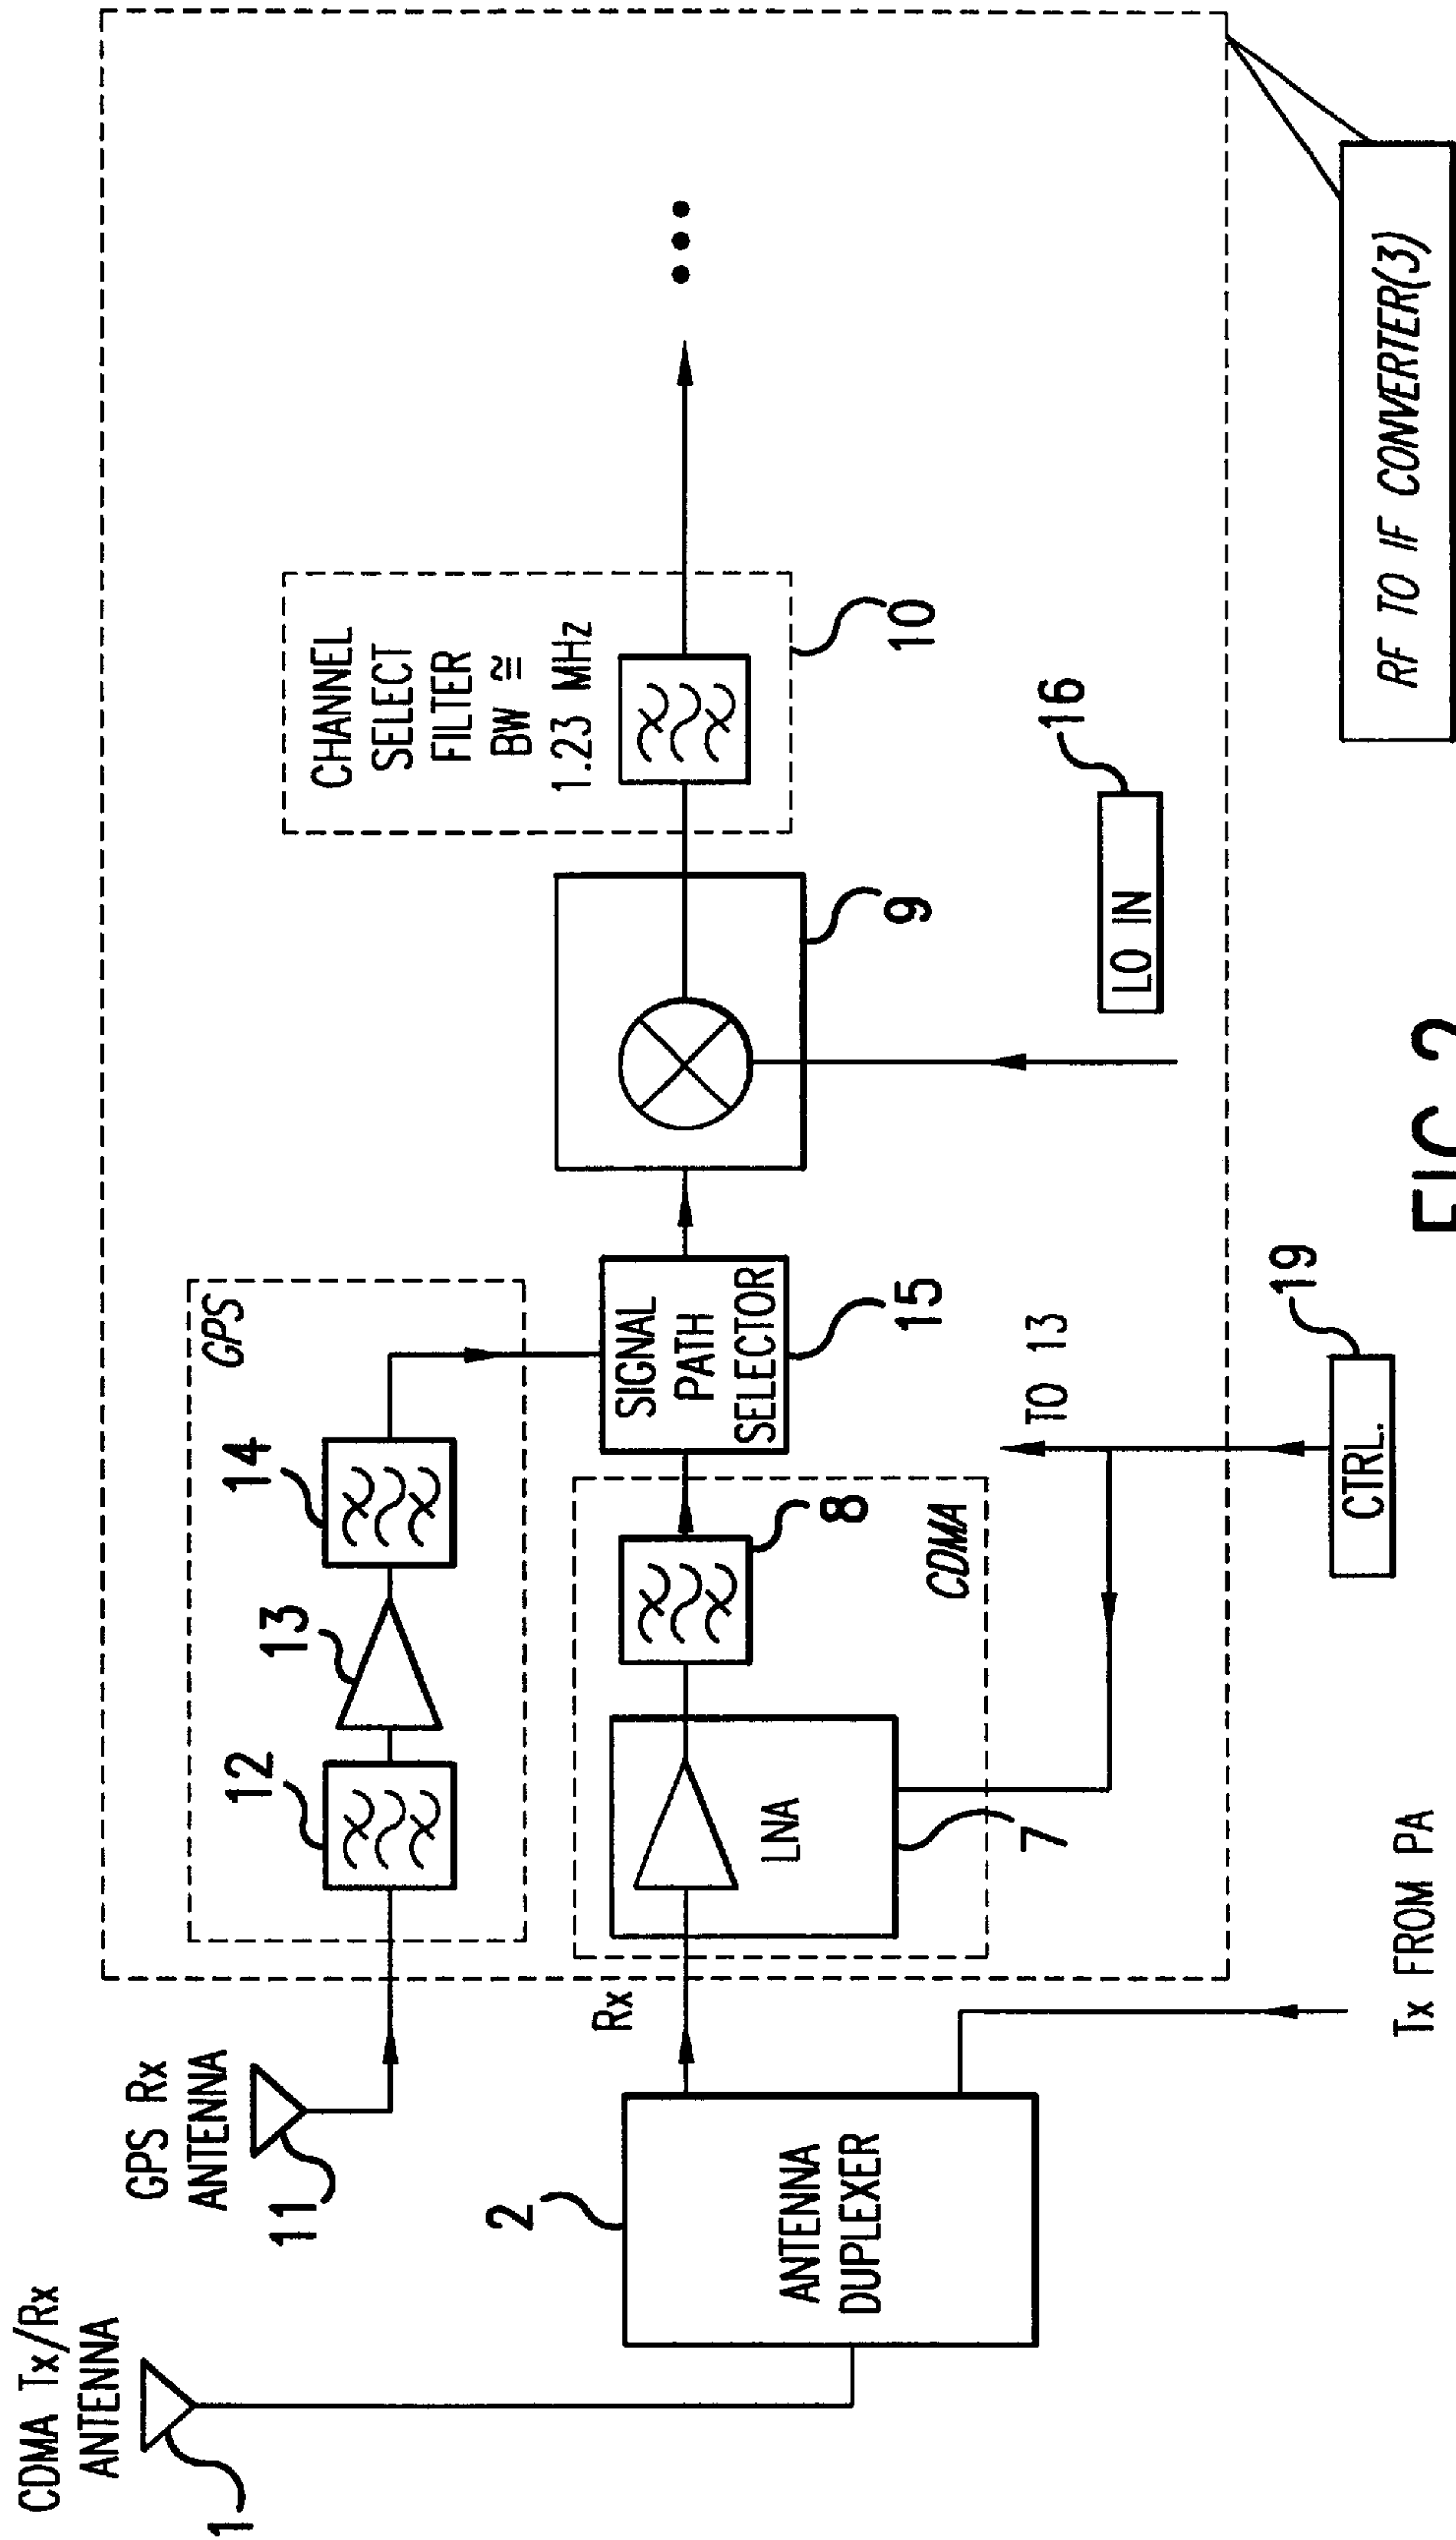 CDMA Tx/Rx
ANTENNA
1
GPS Rx
ANTENNA
11
2
ANTENNA
DUPLEXER
Rx
Tx FROM PA
GPS
12
13
14
LNA
7
8
CDMA
SIGNAL
PATH
SELECTOR
15
TO 13
CTRL.
19
9
LO IN
16
CHANNEL
SELECT
FILTER
BW ≅
1.23 MHz
10
RF TO IF CONVERTER(3)
FIG. 2